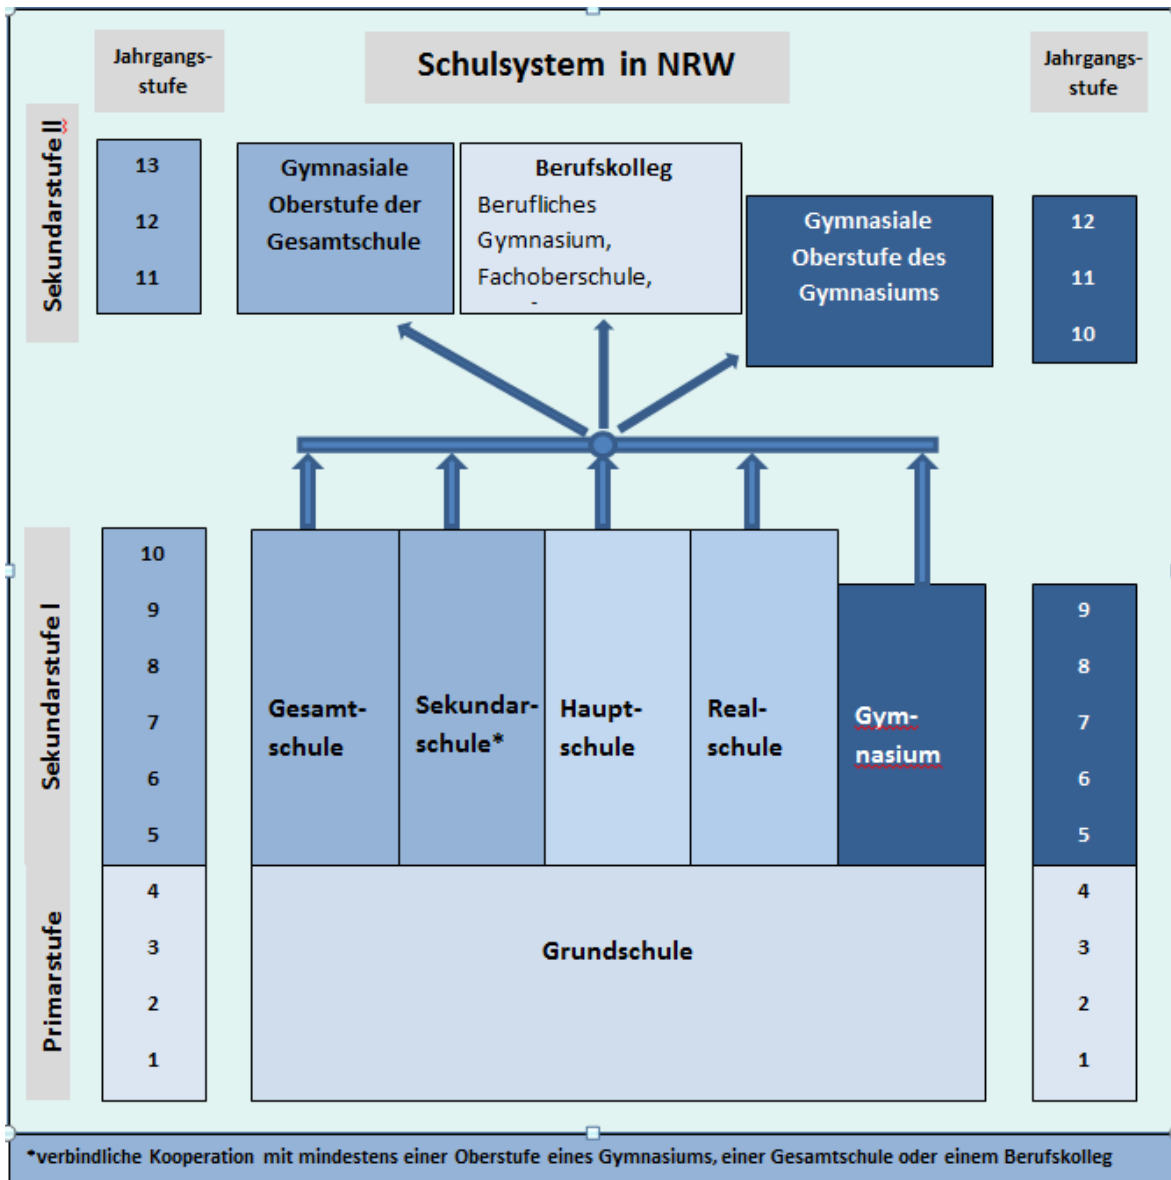 Jahrgangs-
stufe
Schulsystem in NRW
Jahrgangs-
stufe
Sekundarstufe II
13
12
11
Gymnasiale
Oberstufe der
Gesamtschule
Berufskolleg
Berufliches
Gymnasium,
Fachoberschule,
Gymnasiale
Oberstufe des
Gymnasiums
12
11
10
Sekundarstufe I
10
9
8
7
6
5
Gesamt-
schule
Sekundar-
schule*
Haupt-
schule
Real-
schule
Gym-
nasium
9
8
7
6
5
Primarstufe
4
3
2
1
Grundschule
4
3
2
1
*verbindliche Kooperation mit mindestens einer Oberstufe eines Gymnasiums, einer Gesamtschule oder einem Berufskolleg